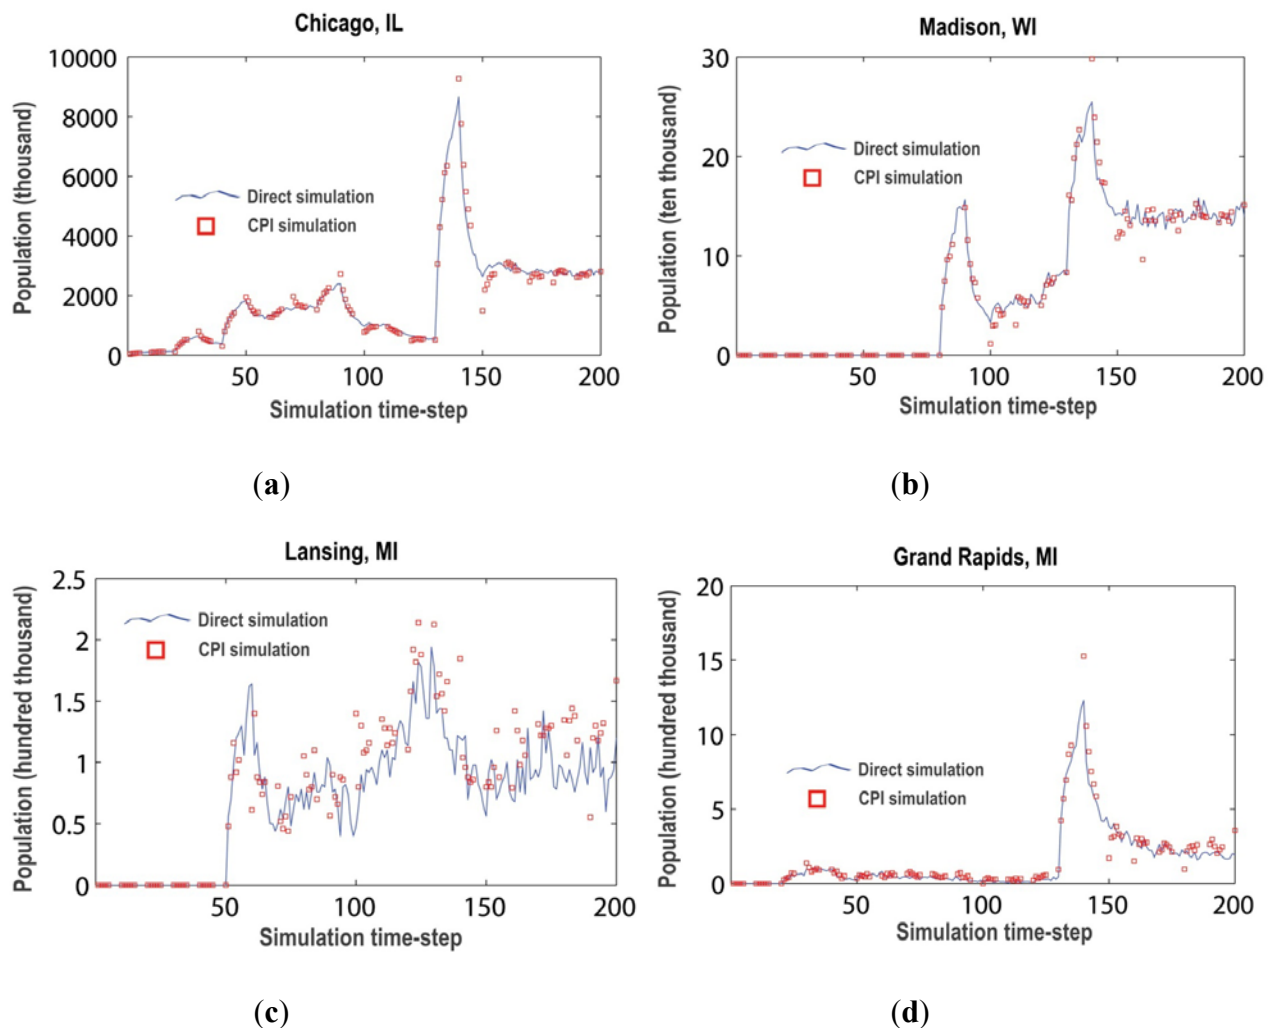 Chicago, IL
10000
8000
6000
4000
2000
0
Population (thousand)
Direct simulation
CPI simulation
50
100
150
200
Simulation time-step
(a)
Madison, WI
30
20
10
0
Population (ten thousand)
Direct simulation
CPI simulation
50
100
150
200
Simulation time-step
(b)
Lansing, MI
2.5
2
1.5
1
0.5
0
Population (hundred thousand)
Direct simulation
CPI simulation
50
100
150
200
Simulation time-step
(c)
Grand Rapids, MI
20
15
10
5
0
Population (hundred thousand)
Direct simulation
CPI simulation
50
100
150
200
Simulation time-step
(d)